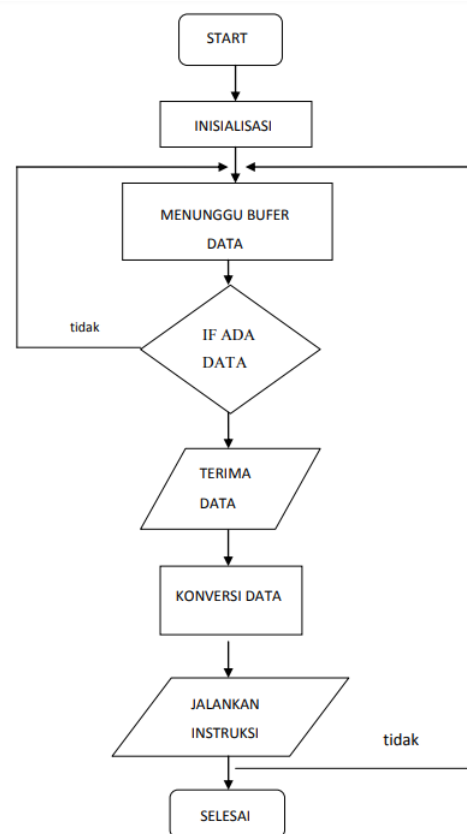 START
INISIALISASI
MENUNGGU BUFER
DATA
tidak
IF ADA
DATA
TERIMA
DATA
KONVERSI DATA
JALANKAN
INSTRUKSI
tidak
SELESAI